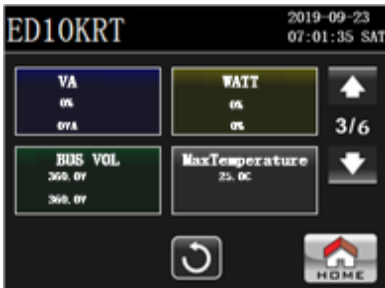 ED10KRT
2019-09-23
07:01:35 SAT
VA
0%
0VA
WATT
0%
0%
3/6
BUS VOL
360.0V
360.0V
MaxTemperature
25.0C
HOME